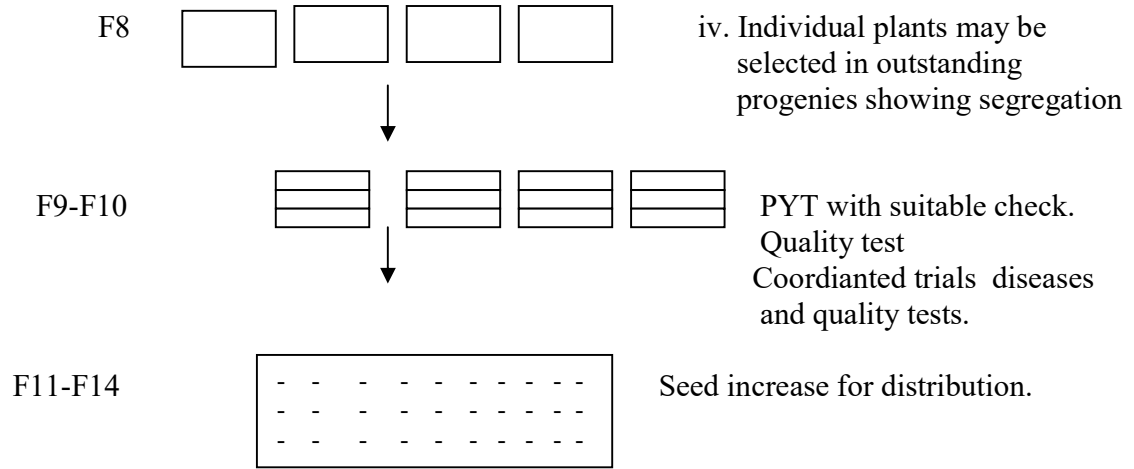 F8 iv. Individual plants may be
selected in outstanding
progenies showing segregation
F9-F10 PYT with suitable check.
Quality test
Coordianted trials diseases
and quality tests.
F11-F14 Seed increase for distribution.
- - - - - - - - - -
- - - - - - - - - -
- - - - - - - - - -